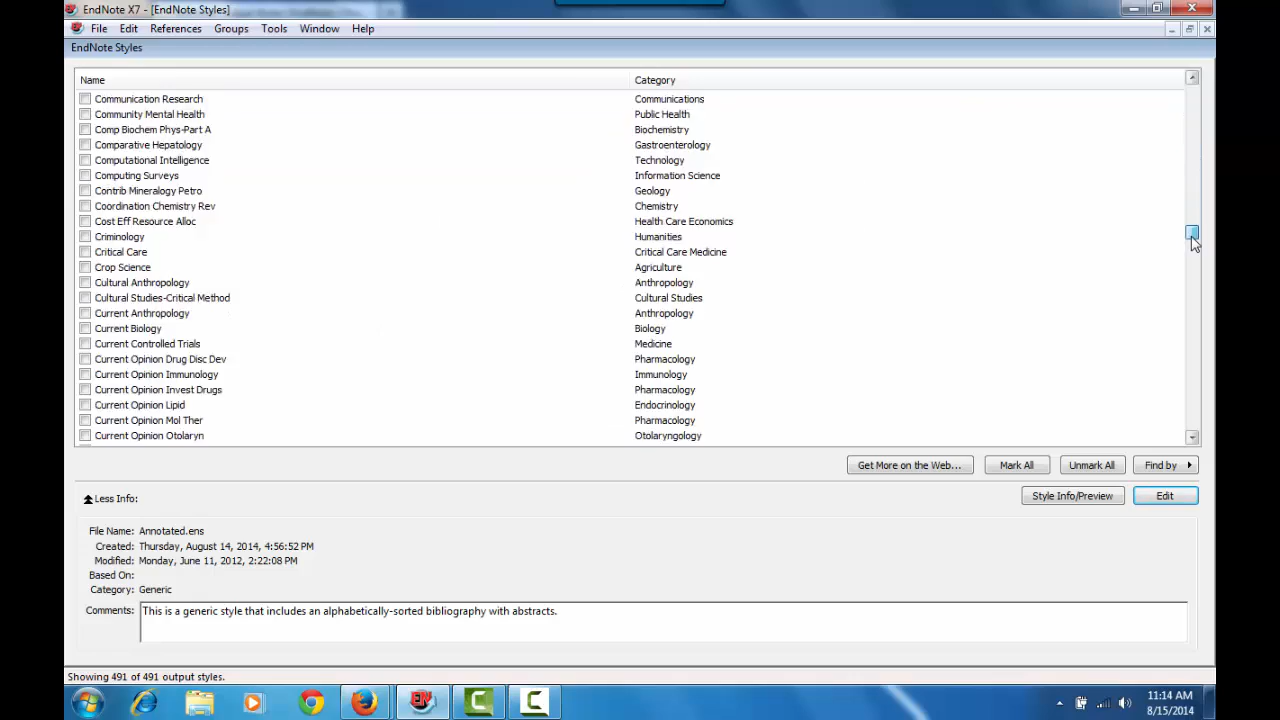 EndNote X7 - [EndNote Styles]
File Edit References Groups Tools Window Help
EndNote Styles
Name Category
Communication Research Communications
Community Mental Health Public Health
Comp Biochem Phys-Part A Biochemistry
Comparative Hepatology Gastroenterology
Computational Intelligence Technology
Computing Surveys Information Science
Contrib Mineralogy Petro Geology
Coordination Chemistry Rev Chemistry
Cost Eff Resource Alloc Health Care Economics
Criminology Humanities
Critical Care Critical Care Medicine
Crop Science Agriculture
Cultural Anthropology Anthropology
Cultural Studies-Critical Method Cultural Studies
Current Anthropology Anthropology
Current Biology Biology
Current Controlled Trials Medicine
Current Opinion Drug Disc Dev Pharmacology
Current Opinion Immunology Immunology
Current Opinion Invest Drugs Pharmacology
Current Opinion Lipid Endocrinology
Current Opinion Mol Ther Pharmacology
Current Opinion Otolaryn Otolaryngology
Get More on the Web... Mark All Unmark All Find by
Less Info: Style Info/Preview Edit
File Name: Annotated.ens
Created: Thursday, August 14, 2014, 4:56:52 PM
Modified: Monday, June 11, 2012, 2:22:08 PM
Based On:
Category: Generic
Comments: This is a generic style that includes an alphabetically-sorted bibliography with abstracts.
Showing 491 of 491 output styles.
EN C C 11:14 AM
8/15/2014